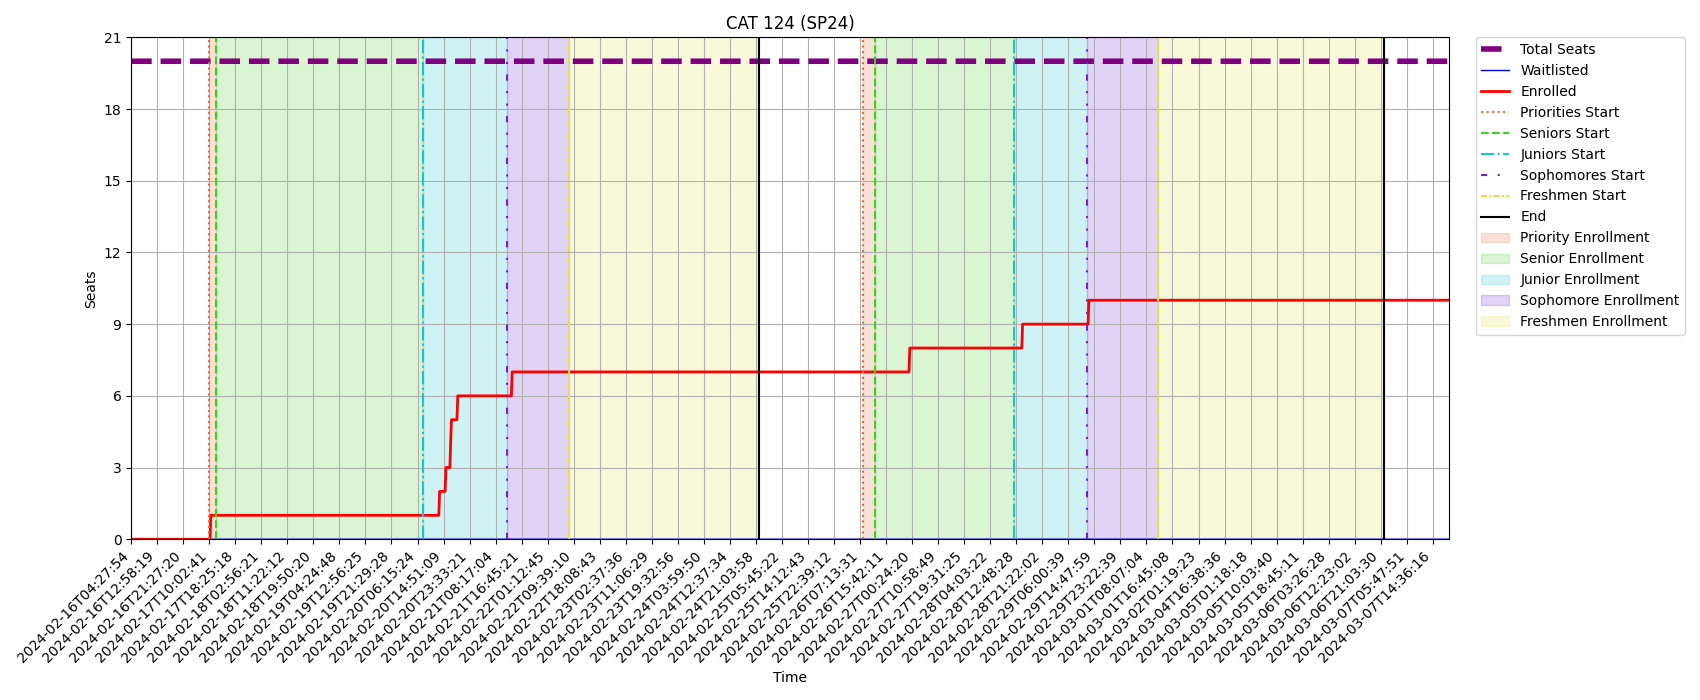 CAT 124 (SP24)
21
18
15
12
9
6
3
0
Seats
2024-02-16T04:27:54
2024-02-16T12:58:19
2024-02-16T21:27:20
2024-02-17T10:02:41
2024-02-17T18:25:18
2024-02-18T02:56:21
2024-02-18T11:22:12
2024-02-18T19:50:20
2024-02-19T04:24:48
2024-02-19T12:56:25
2024-02-19T21:29:28
2024-02-20T06:15:24
2024-02-20T14:51:09
2024-02-20T23:33:21
2024-02-21T08:17:04
2024-02-21T16:45:21
2024-02-22T01:12:45
2024-02-22T09:39:10
2024-02-22T18:08:43
2024-02-23T02:37:36
2024-02-23T11:06:29
2024-02-23T19:32:56
2024-02-24T03:59:50
2024-02-24T12:37:34
2024-02-24T21:03:58
2024-02-25T05:45:22
2024-02-25T14:12:43
2024-02-25T22:39:12
2024-02-26T07:13:31
2024-02-26T15:42:11
2024-02-27T00:24:20
2024-02-27T10:58:49
2024-02-27T19:31:25
2024-02-28T04:03:22
2024-02-28T12:48:28
2024-02-28T21:22:02
2024-02-29T06:00:39
2024-02-29T14:47:59
2024-02-29T23:22:39
2024-03-01T08:07:04
2024-03-01T16:45:08
2024-03-02T01:19:23
2024-03-04T16:38:36
2024-03-05T01:18:18
2024-03-05T10:03:40
2024-03-05T18:45:11
2024-03-06T03:26:28
2024-03-06T12:23:02
2024-03-06T21:03:30
2024-03-07T05:47:51
2024-03-07T14:36:16
Time
Total Seats
Waitlisted
Enrolled
Priorities Start
Seniors Start
Juniors Start
Sophomores Start
Freshmen Start
End
Priority Enrollment
Senior Enrollment
Junior Enrollment
Sophomore Enrollment
Freshmen Enrollment